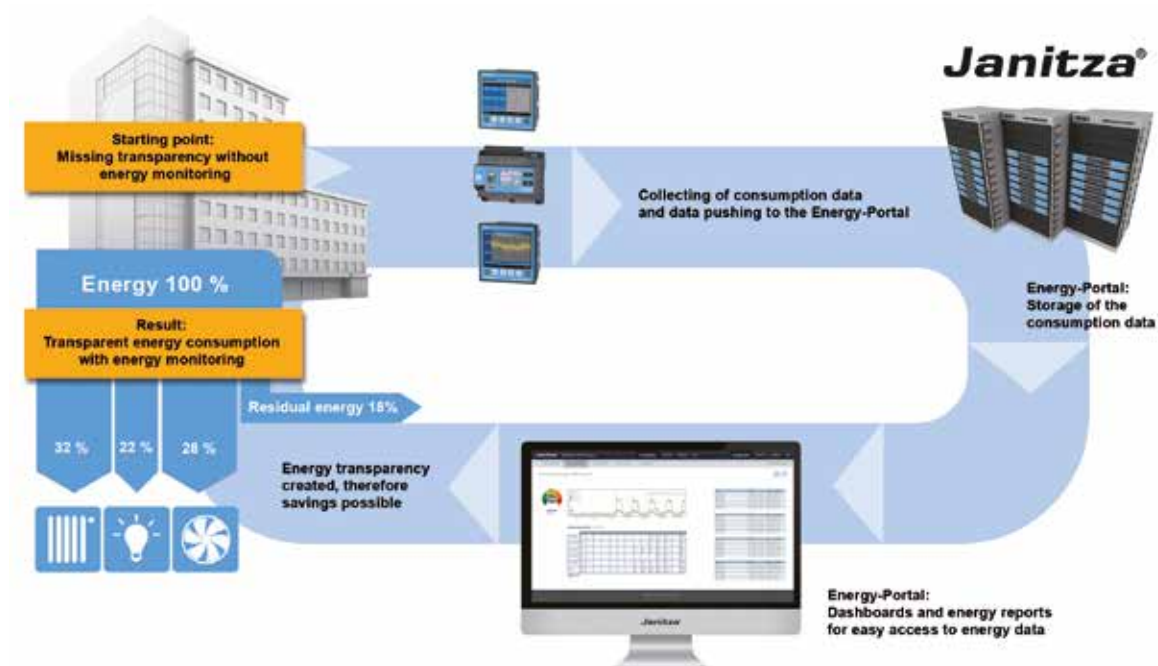 Janitza®
Starting point:
Missing transparency without
energy monitoring
Collecting of consumption data
and data pushing to the Energy-Portal
Energy 100 %
Energy-Portal:
Storage of the
consumption data
Result:
Transparent energy consumption
with energy monitoring
Residual energy 18%
32 %
22 %
28 %
Energy transparency
created, therefore
savings possible
Energy-Portal:
Dashboards and energy reports
for easy access to energy data
Janitza